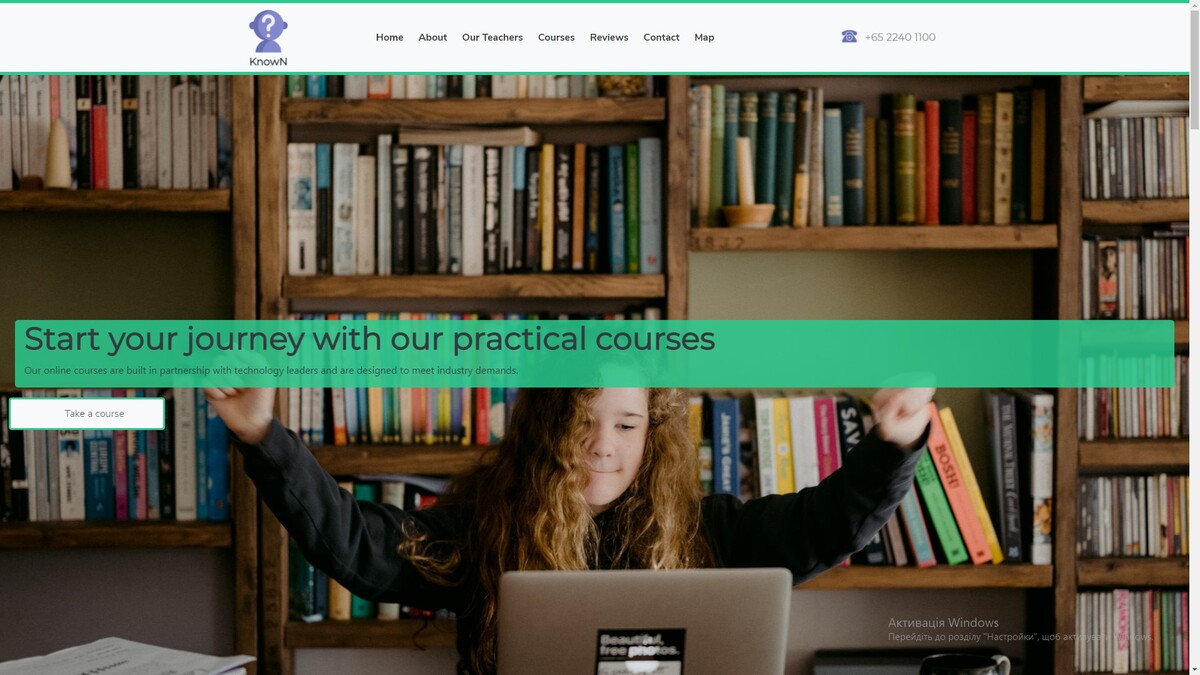 KnowN
Home
About
Our Teachers
Courses
Reviews
Contact
Map
+65 2240 1100
1832
Start your journey with our practical courses
Our online courses are built in partnership with technology leaders and are designed to meet industry demands.
Take a course
BOSH!
Beautiful,
free photos.
Активація Windows
Перейдіть до розділу "Настройки", щоб активувати Windows.